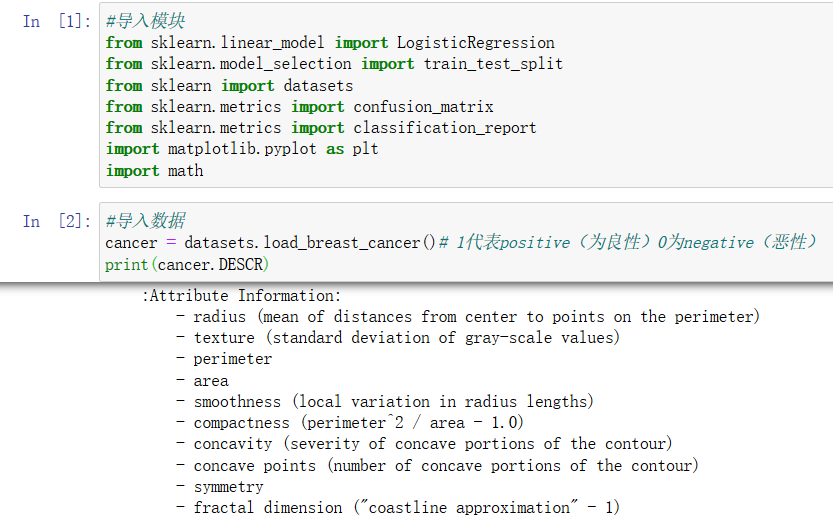 In [1]: #导入模块
from sklearn.linear_model import LogisticRegression
from sklearn.model_selection import train_test_split
from sklearn import datasets
from sklearn.metrics import confusion_matrix
from sklearn.metrics import classification_report
import matplotlib.pyplot as plt
import math
In [2]: #导入数据
cancer = datasets.load_breast_cancer()# 1代表positive（为良性）0为negative（恶性）
print(cancer.DESCR)
:Attribute Information:
- radius (mean of distances from center to points on the perimeter)
- texture (standard deviation of gray-scale values)
- perimeter
- area
- smoothness (local variation in radius lengths)
- compactness (perimeter^2 / area - 1.0)
- concavity (severity of concave portions of the contour)
- concave points (number of concave portions of the contour)
- symmetry
- fractal dimension ("coastline approximation" - 1)